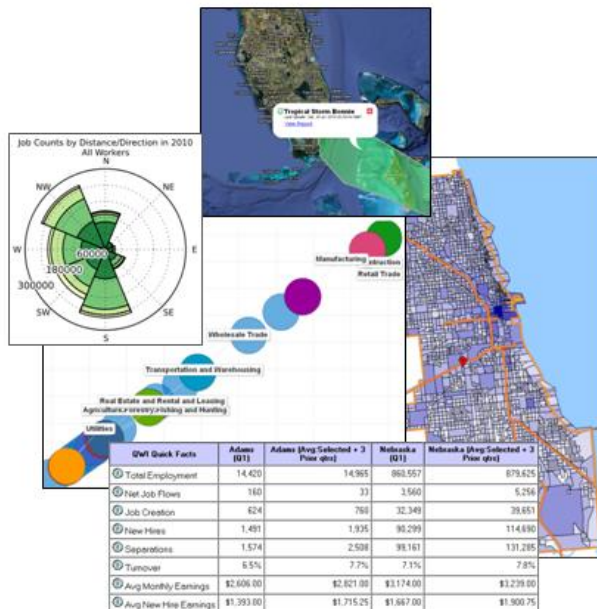 Tropical Storm Bonnie
View Report
Job Counts by Distance/Direction in 2010
All Workers
N
NW
NE
W
E
60000
180000
300000
SW
SE
S
Manufacturing
Retail Trade
Wholesale Trade
Transportation and Warehousing
Real Estate and Rental and Leasing
Agriculture,Forestry,Fishing and Hunting
Utilities
QWI Quick Facts Adams (Q1) Adams (Avg:Selected + 3 Prior qtrs) Nebraska (Q1) Nebraska (Avg:Selected + 3 Prior qtrs)
Total Employment 14,420 14,965 860,557 879,625
Net Job Flows 160 33 3,560 5,256
Job Creation 624 760 32,349 39,651
New Hires 1,491 1,935 90,299 114,690
Separations 1,574 2,508 99,161 131,285
Turnover 6.5% 7.7% 7.1% 7.8%
Avg Monthly Earnings $2,606.00 $2,821.00 $3,174.00 $3,239.00
Avg New Hire Earnings $1,393.00 $1,715.25 $1,667.00 $1,900.75